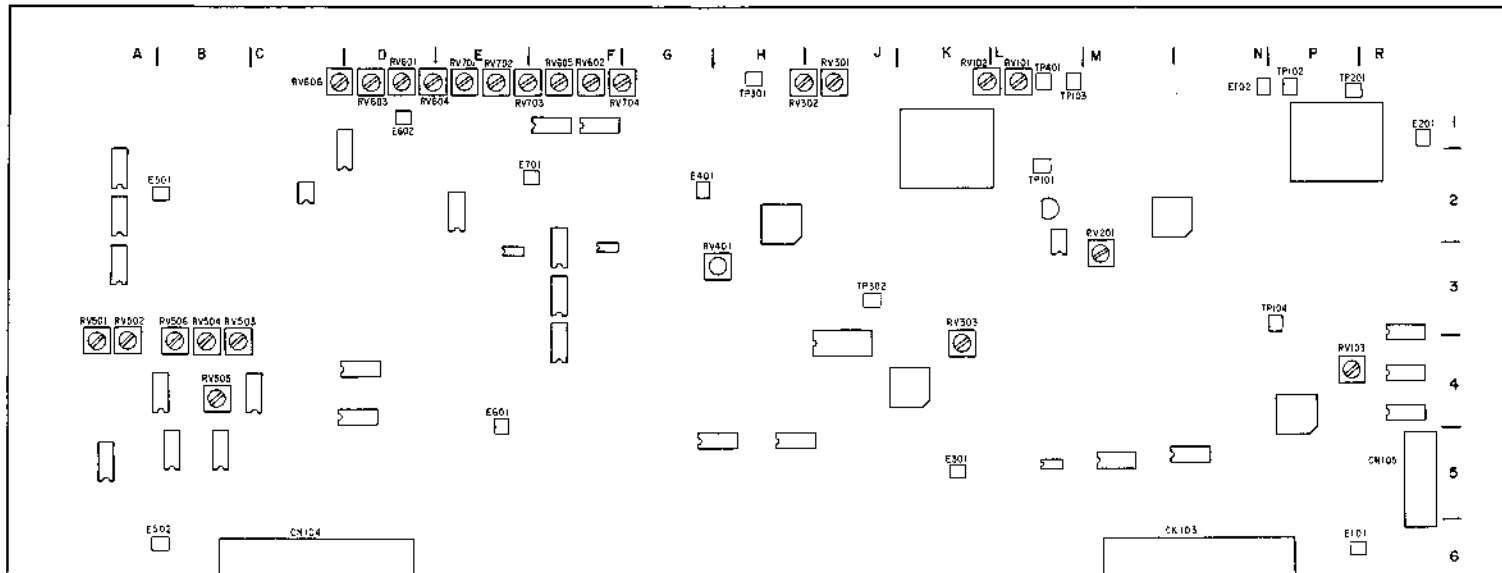 A B C D E F G H J K L M N P R
RV601 RV701 RV702 RV605 RV602 RV301 RV102 RV101 TP401 TP102 TP201
RV606 RV603 RV604 RV703 RV704 TP301 RV302 TP103 E102
E602 E201 1
E501 E701 E401 TP101 2
RV401 RV201
TP302 TP104 3
RV501 RV502 RV506 RV504 RV503 RV303
RV505 RV103 4
E601
E301 CN105 5
E502 CN104 CK103 E101 6